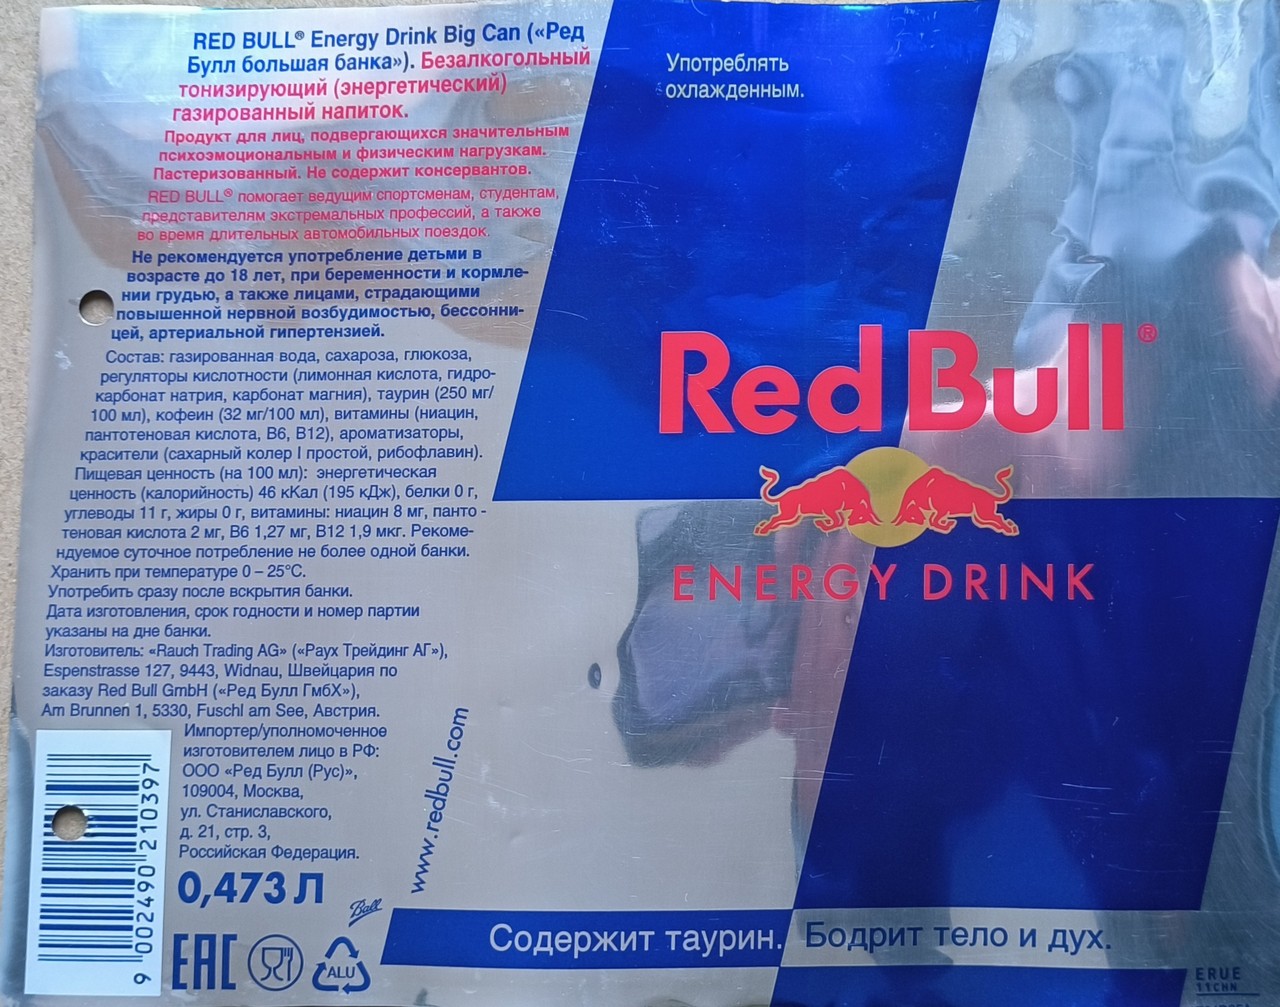 RED BULL® Energy Drink Big Can («Ред
Булл большая банка»). Безалкогольный
тонизирующий (энергетический)
газированный напиток.
Продукт для лиц, подвергающихся значительным
психоэмоциональным и физическим нагрузкам.
Пастеризованный. Не содержит консервантов.
RED BULL® помогает ведущим спортсменам, студентам,
представителям экстремальных профессий, а также
во время длительных автомобильных поездок.
Не рекомендуется употребление детьми в
возрасте до 18 лет, при беременности и кормле-
нии грудью, а также лицами, страдающими
повышенной нервной возбудимостью, бессонни-
цей, артериальной гипертензией.
Состав: газированная вода, сахароза, глюкоза,
регуляторы кислотности (лимонная кислота, гидро-
карбонат натрия, карбонат магния), таурин (250 мг/
100 мл), кофеин (32 мг/100 мл), витамины (ниацин,
пантотеновая кислота, B6, B12), ароматизаторы,
красители (сахарный колер I простой, рибофлавин).
Пищевая ценность (на 100 мл): энергетическая
ценность (калорийность) 46 кКал (195 кДж), белки 0 г,
углеводы 11 г, жиры 0 г, витамины: ниацин 8 мг, панто -
теновая кислота 2 мг, B6 1,27 мг, B12 1,9 мкг. Рекоме-
ндуемое суточное потребление не более одной банки.
Хранить при температуре 0 – 25°C.
Употребить сразу после вскрытия банки.
Дата изготовления, срок годности и номер партии
указаны на дне банки.
Изготовитель: «Rauch Trading AG» («Раух Трейдинг АГ»),
Espenstrasse 127, 9443, Widnau, Швейцария по
заказу Red Bull GmbH («Ред Булл ГмбХ»),
Am Brunnen 1, 5330, Fuschl am See, Австрия.
Импортер/уполномоченное
изготовителем лицо в РФ:
ООО «Ред Булл (Рус)»,
109004, Москва,
ул. Станиславского,
д. 21, стр. 3,
Российская Федерация.
0,473 Л
9 002490 210397
www.redbull.com
Ball
EAC
ALU
Употреблять
охлажденным.
Red Bull®
ENERGY DRINK
Содержит таурин. Бодрит тело и дух.
ERUE
11CHN